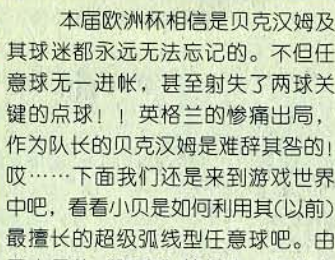 本届欧洲杯相信是贝克汉姆及
其球迷都永远无法忘记的。不但任
意球无一进帐，甚至射失了两球关
键的点球！！英格兰的惨痛出局，
作为队长的贝克汉姆是难辞其咎的！
哎……下面我们还是来到游戏世界
中吧，看看小贝是如何利用其(以前)
最擅长的超级弧线型任意球吧。由